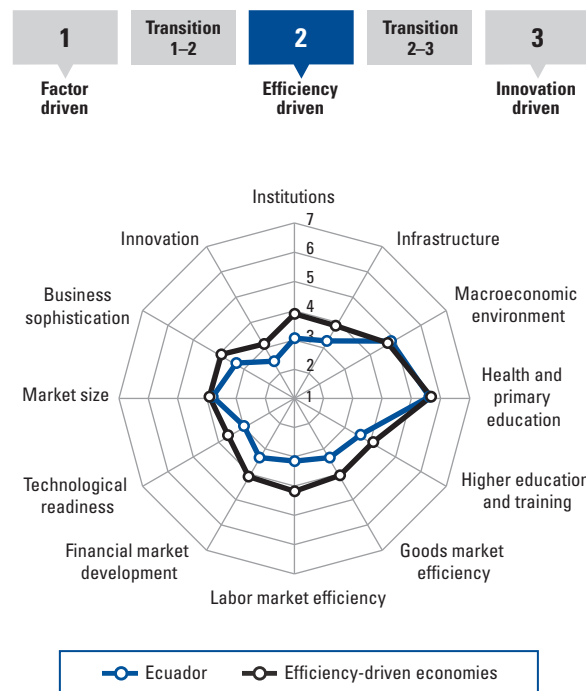 1
Transition
1–2
2
Transition
2–3
3
Factor
driven
Efficiency
driven
Innovation
driven
Institutions
7
Innovation
Infrastructure
6
5
Business
sophistication
Macroeconomic
environment
4
3
2
Market size
1
Health and
primary
education
Technological
readiness
Higher education
and training
Financial market
development
Goods market
efficiency
Labor market efficiency
Ecuador
Efficiency-driven economies